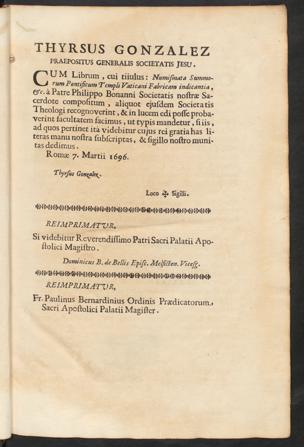 THYRSUS GONZALEZ
PRAEPOSITUS GENERALIS SOCIETATIS JESU.
CUM Librum, cui titulus: Numismata Summo-
rum Pontificum Templi Vaticani Fabricam indicantia,
&c. à Patre Philippo Bonanni Societatis nostræ Sa-
cerdote compositum, aliquot ejusdem Societatis
Theologi recognoverint, & in lucem edi posse proba-
verint facultatem facimus, ut typis mandetur, si iis,
ad quos pertinet ità videbitur cujus rei gratia has li-
teras manu nostra subscriptas, & sigillo nostro muni-
tas dedimus.
Romæ 7. Martii 1696.
Thyrsus Gonzalez.
Loco ✠ Sigilli.
REIMPRIMATUR,
Si videbitur Reverendissimo Patri Sacri Palatii Apo-
stolici Magistro.
Dominicus B. de Bellis Episc. Melficten. Vicesg.
REIMPRIMATUR,
Fr. Paulinus Bernardinius Ordinis Prædicatorum,
Sacri Apostolici Palatii Magister.